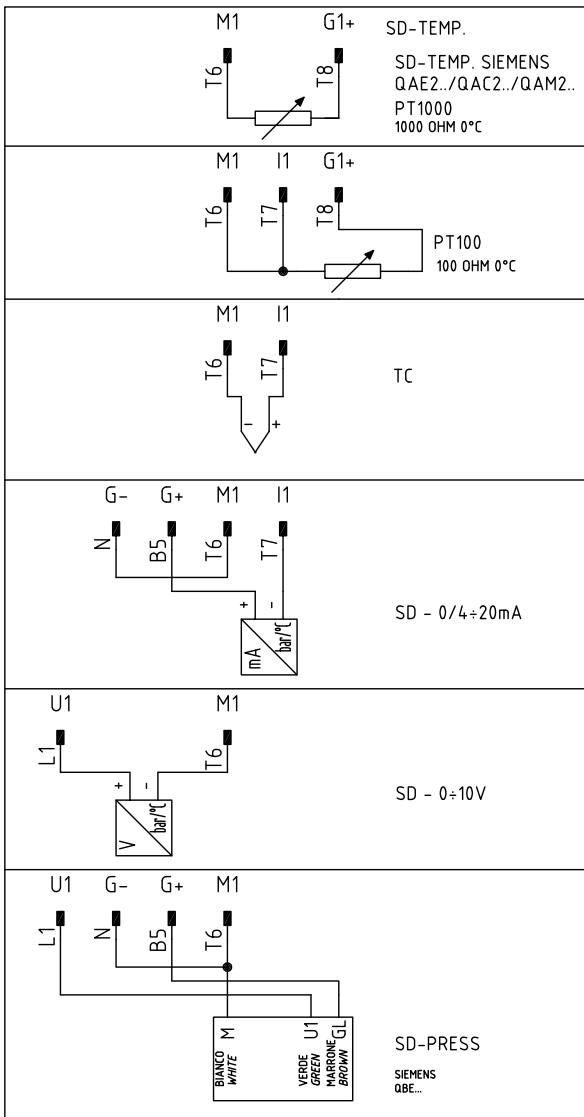 M1 G1+ SD-TEMP.
T6 T8
SD-TEMP. SIEMENS
QAE2../QAC2../QAM2..
PT1000
1000 OHM 0°C
M1 I1 G1+
T6 T7 T8
PT100
100 OHM 0°C
M1 I1
T6 T7
TC
- +
G- G+ M1 I1
N B5 T6 T7
+ -
mA bar/°C
SD - 0/4÷20mA
U1 M1
L1 T6
+ -
V bar/°C
SD - 0÷10V
U1 G- G+ M1
L1 N B5 T6
M U1 GL
BIANCO
WHITE
VERDE
GREEN
MARRONE
BROWN
SD-PRESS
SIEMENS
QBE...